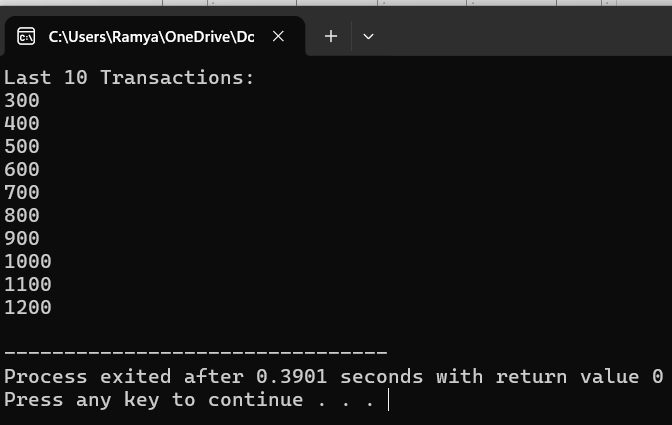 C:\Users\Ramya\OneDrive\Dc
Last 10 Transactions:
300
400
500
600
700
800
900
1000
1100
1200
--------------------------------
Process exited after 0.3901 seconds with return value 0
Press any key to continue . . .